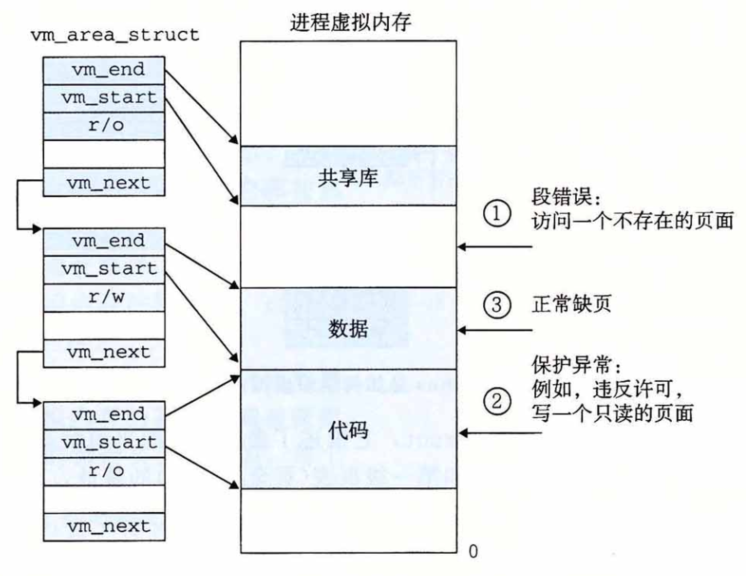 进程虚拟内存
vm_area_struct
vm_end
vm_start
r/o
vm_next
vm_end
vm_start
r/w
vm_next
vm_end
vm_start
r/o
vm_next
共享库
数据
代码
0
① 段错误：
访问一个不存在的页面
③ 正常缺页
② 保护异常：
例如，违反许可，
写一个只读的页面